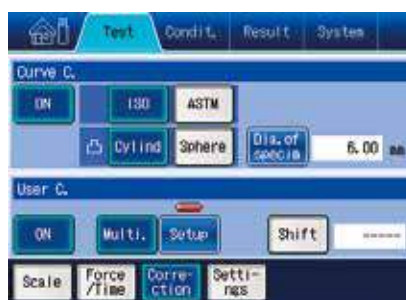 Test Condit. Result System
Curve C.
ON ISO ASTM
Cylind Sphere Dia.of specim 6.00 mm
User C.
ON Multi. Setup Shift -----
Scale Force /Time Corre- ction Setti- ngs